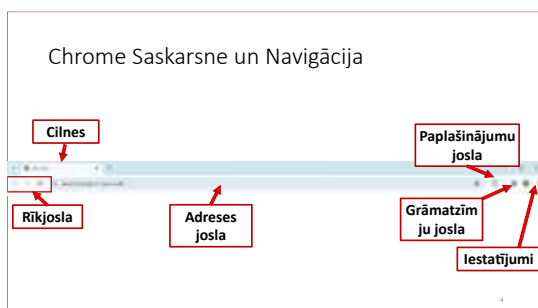 Chrome Saskarsne un Navigācija
Cilnes
Paplašinājumu
josla
Rīkjosla
Adreses
josla
Grāmatzīm
ju josla
Iestatījumi
4